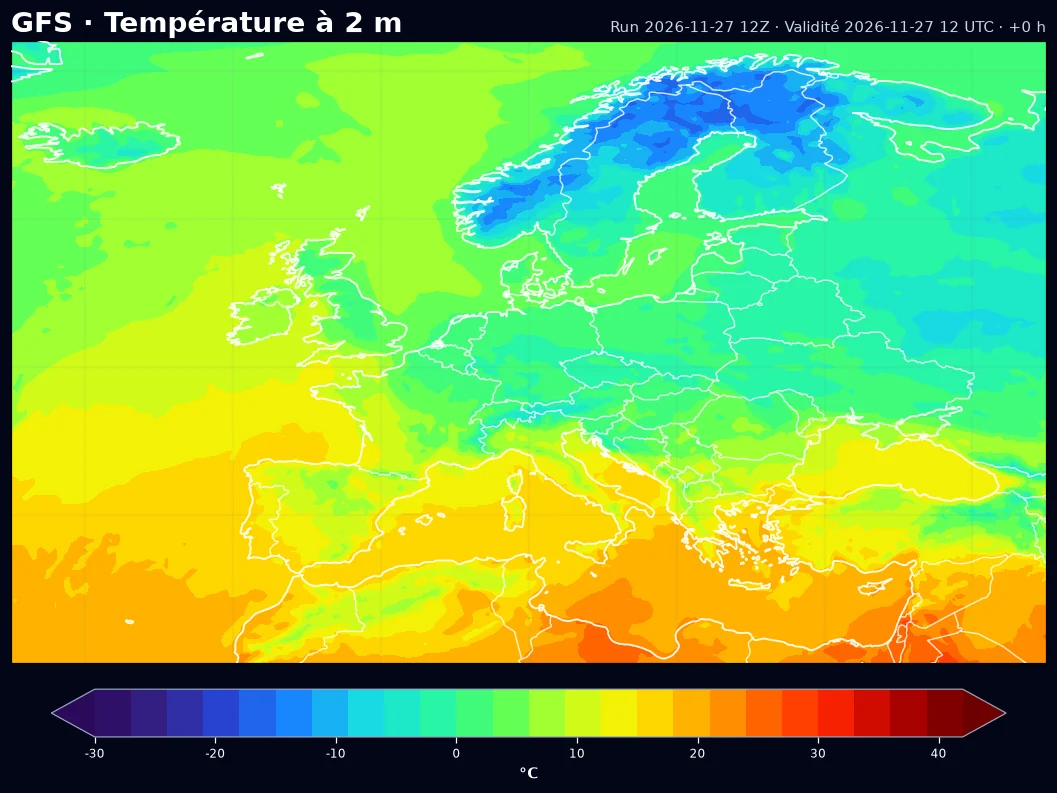 GFS · Température à 2 m
Run 2026-11-27 12Z · Validité 2026-11-27 12 UTC · +0 h
-30 -20 -10 0 10 20 30 40
°C